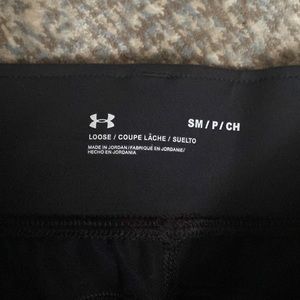 SM / P / CH
LOOSE / COUPE LÂCHE / SUELTO
MADE IN JORDAN / FABRIQUÉ EN JORDANIE/
HECHO EN JORDANIA